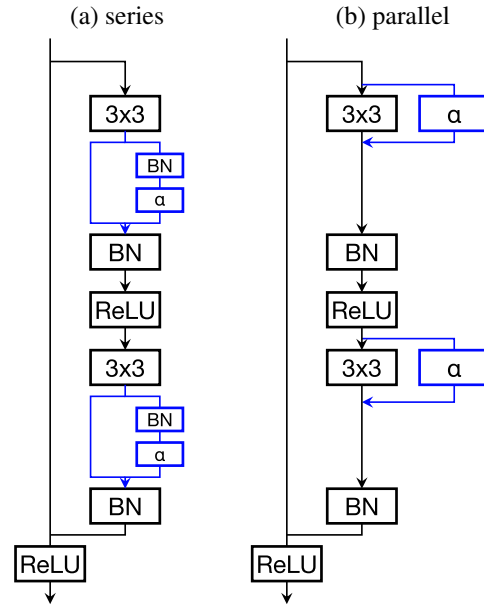 (a) series
(b) parallel
3x3
BN
α
BN
ReLU
3x3
BN
α
BN
ReLU
3x3
α
BN
ReLU
3x3
α
BN
ReLU